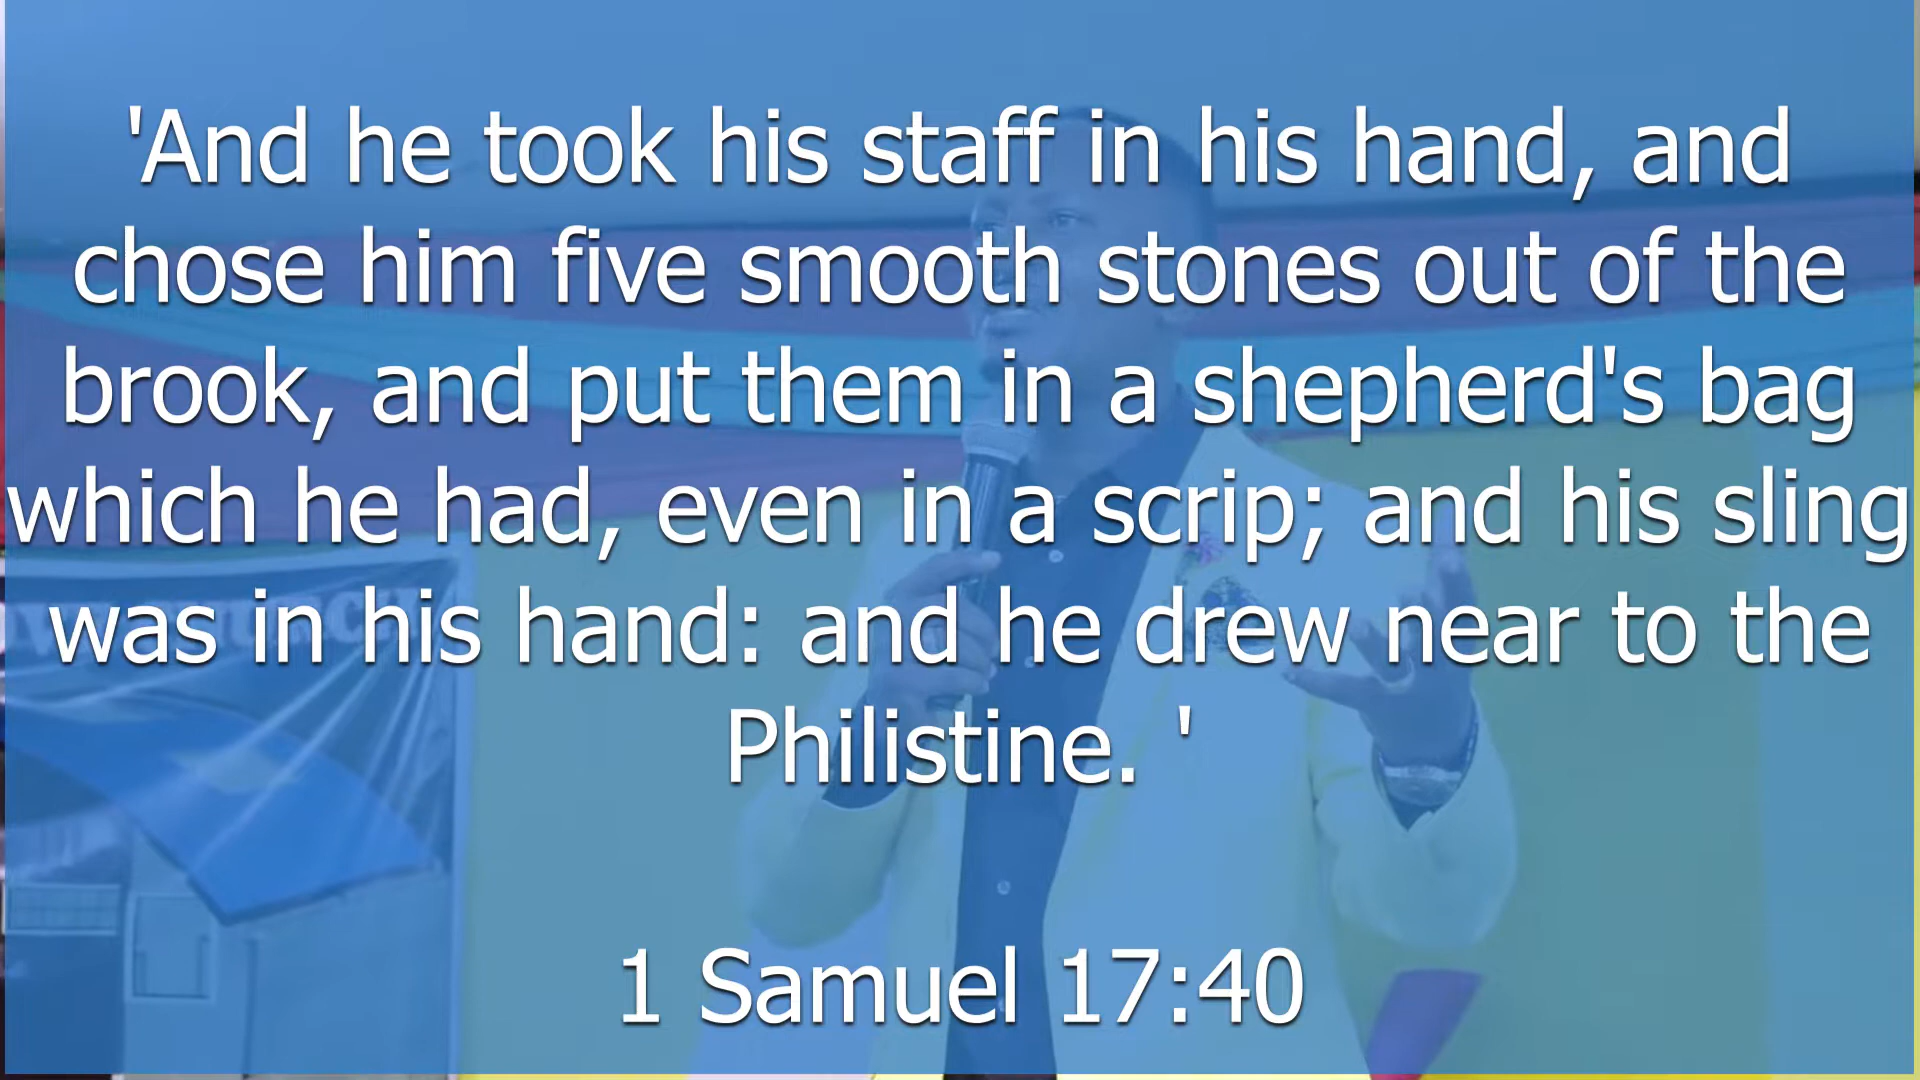 'And he took his staff in his hand, and
chose him five smooth stones out of the
brook, and put them in a shepherd's bag
which he had, even in a scrip; and his sling
was in his hand: and he drew near to the
Philistine. '
1 Samuel 17:40